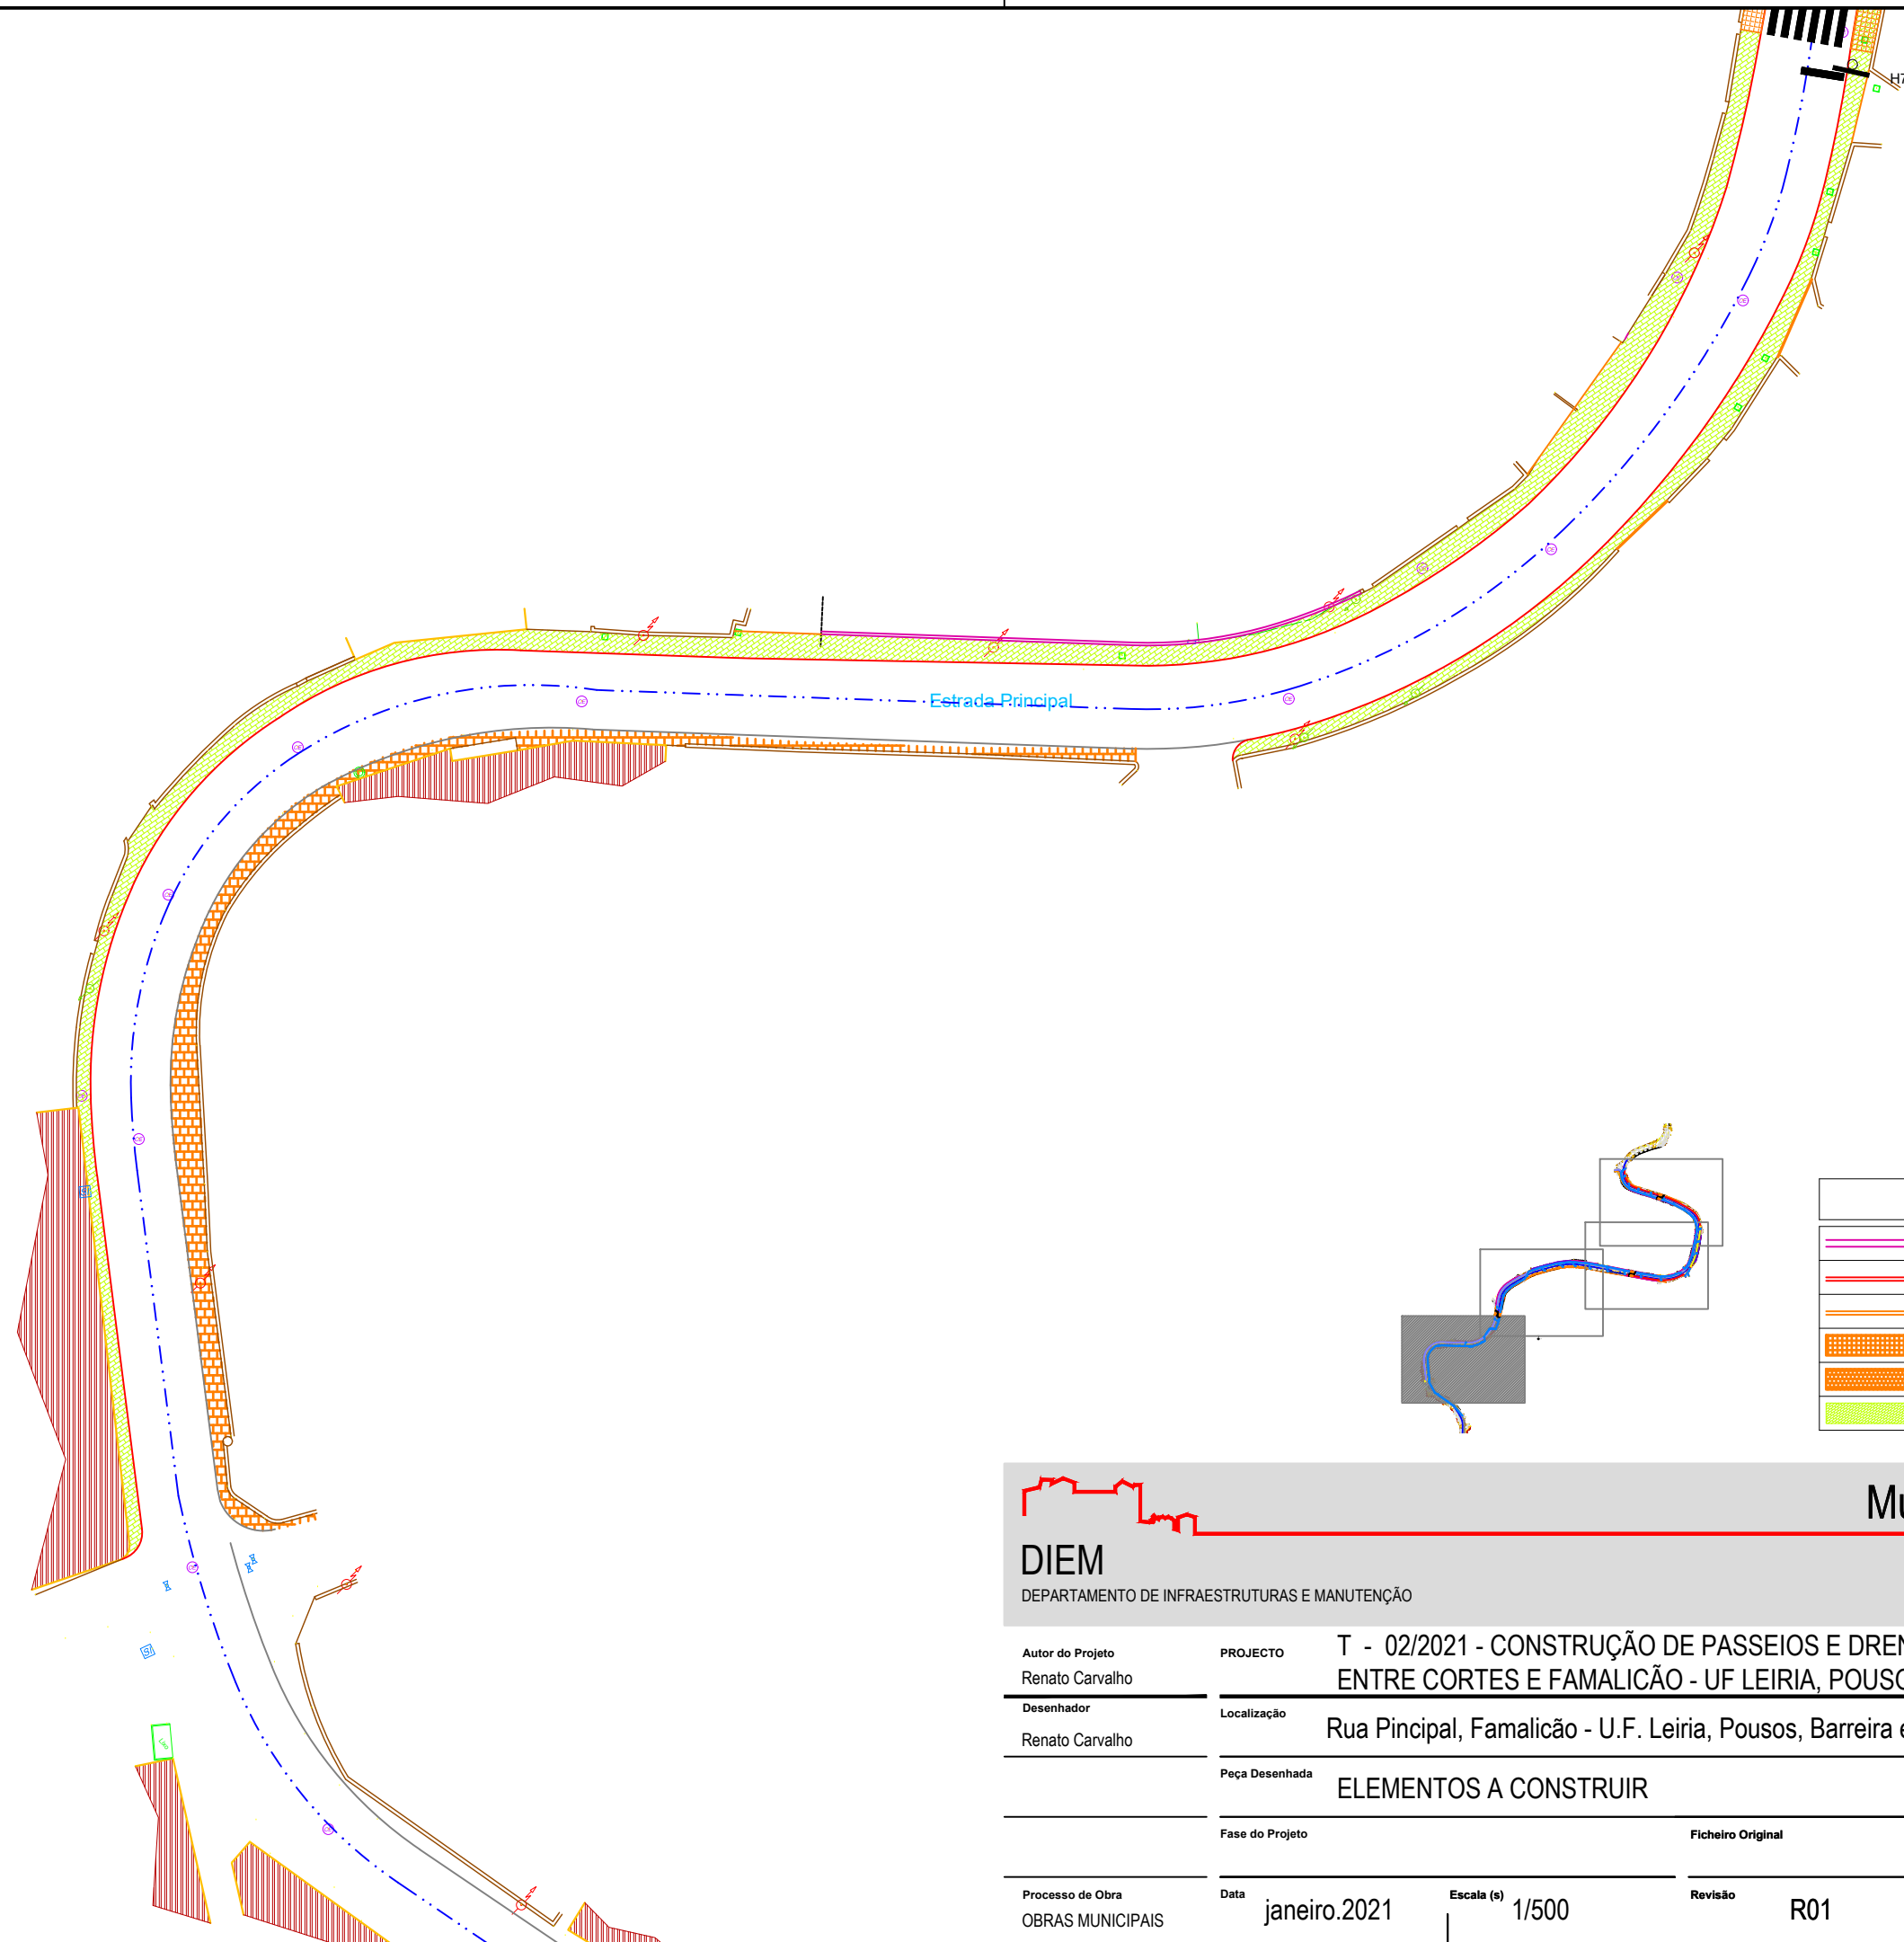 H7
Estrada Principal
Mu
DIEM
DEPARTAMENTO DE INFRAESTRUTURAS E MANUTENÇÃO
Autor do Projeto
Renato Carvalho
PROJECTO
T - 02/2021 - CONSTRUÇÃO DE PASSEIOS E DREN
ENTRE CORTES E FAMALICÃO - UF LEIRIA, POUSO
Desenhador
Renato Carvalho
Localização
Rua Pincipal, Famalicão - U.F. Leiria, Pousos, Barreira e
Peça Desenhada
ELEMENTOS A CONSTRUIR
Fase do Projeto
Ficheiro Original
Processo de Obra
OBRAS MUNICIPAIS
Data
janeiro.2021
Escala (s)
1/500
Revisão
R01